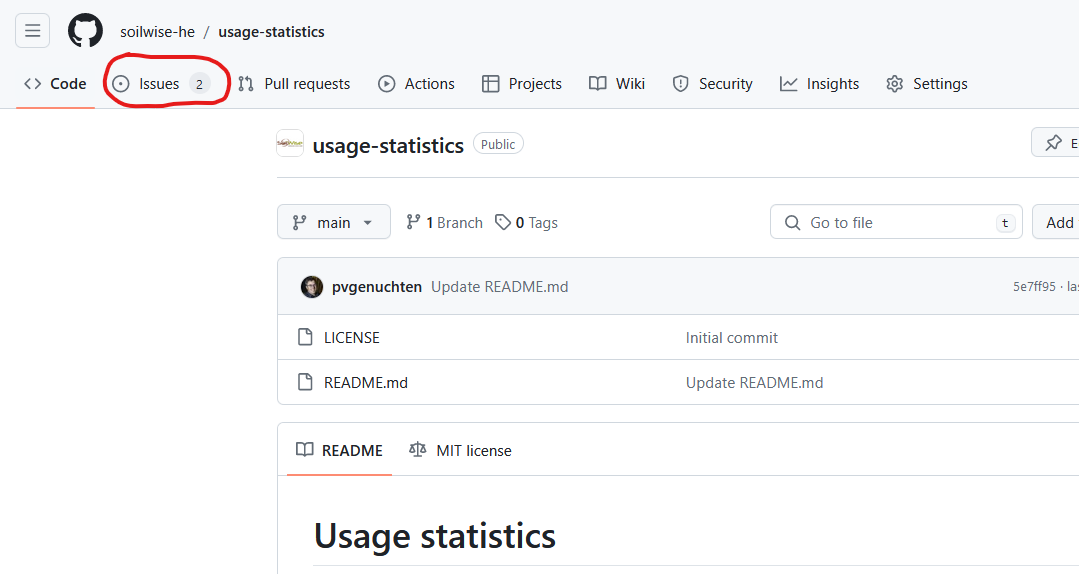 soilwise-he / usage-statistics
Code Issues 2 Pull requests Actions Projects Wiki Security Insights Settings
usage-statistics Public
main 1 Branch 0 Tags Go to file t Add
pvgenuchten Update README.md 5e7ff95 ·
LICENSE Initial commit
README.md Update README.md
README MIT license
Usage statistics